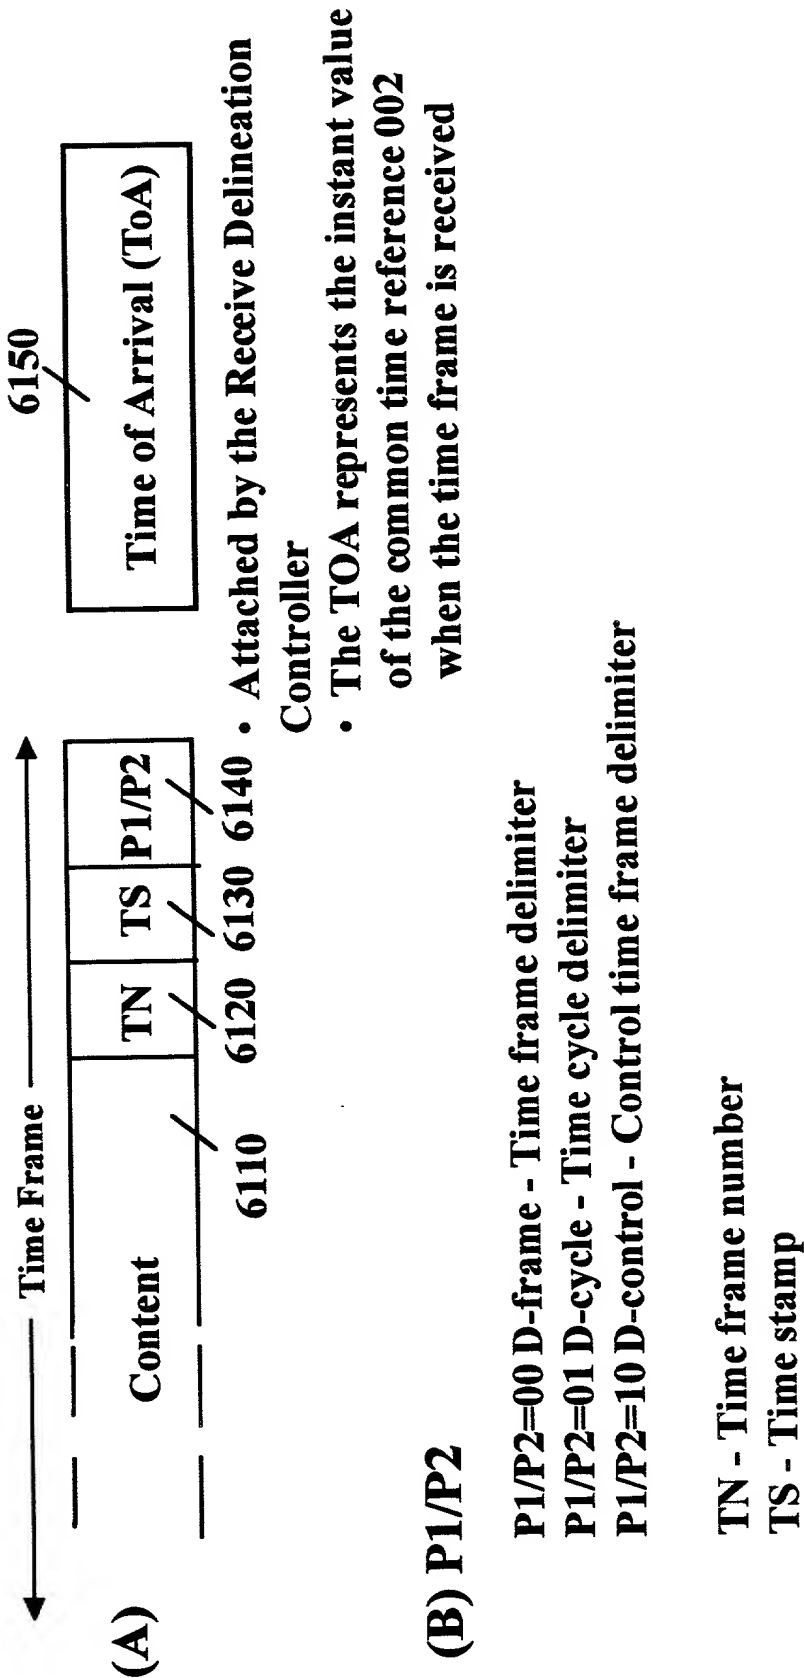 Time Frame
6150
(A)
Content
TN
TS
P1/P2
Time of Arrival (ToA)
6110
6120
6130
6140
• Attached by the Receive Delineation
Controller
• The TOA represents the instant value
of the common time reference 002
when the time frame is received
(B) P1/P2
P1/P2=00 D-frame - Time frame delimiter
P1/P2=01 D-cycle - Time cycle delimiter
P1/P2=10 D-control - Control time frame delimiter
TN - Time frame number
TS - Time stamp